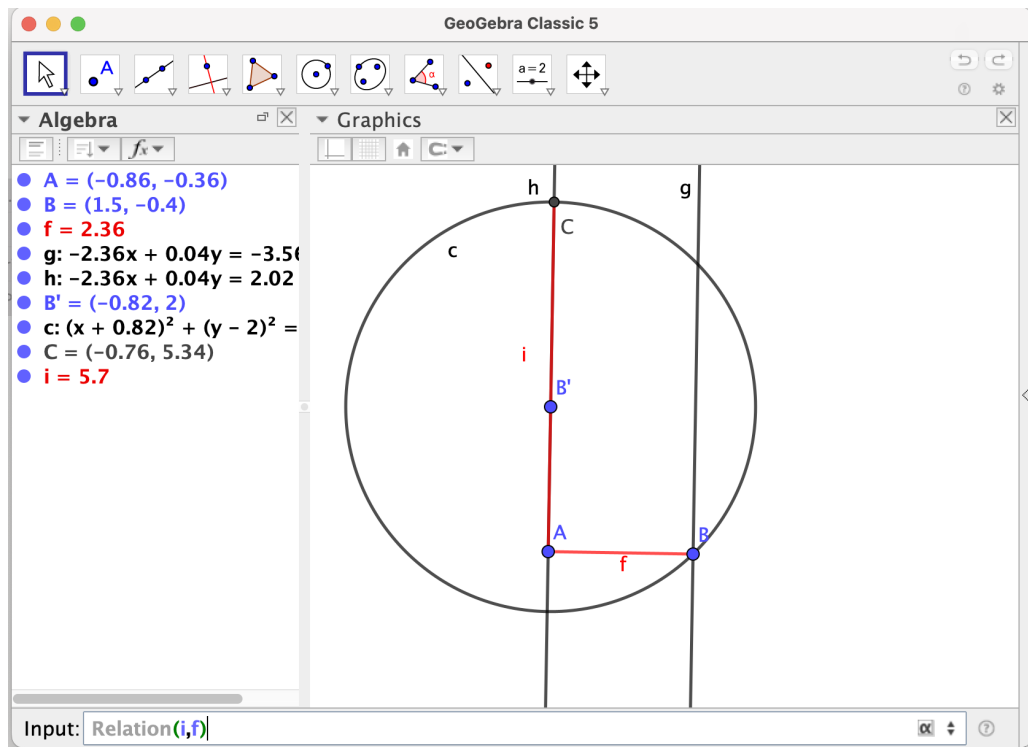 GeoGebra Classic 5
A
α
a=2
Algebra
Graphics
fx
A = (−0.86, −0.36)
B = (1.5, −0.4)
f = 2.36
g: −2.36x + 0.04y = −3.56
h: −2.36x + 0.04y = 2.02
B' = (−0.82, 2)
c: (x + 0.82)² + (y − 2)² =
C = (−0.76, 5.34)
i = 5.7
h
g
C
c
i
B'
A
B
f
Input: Relation(i,f)
α